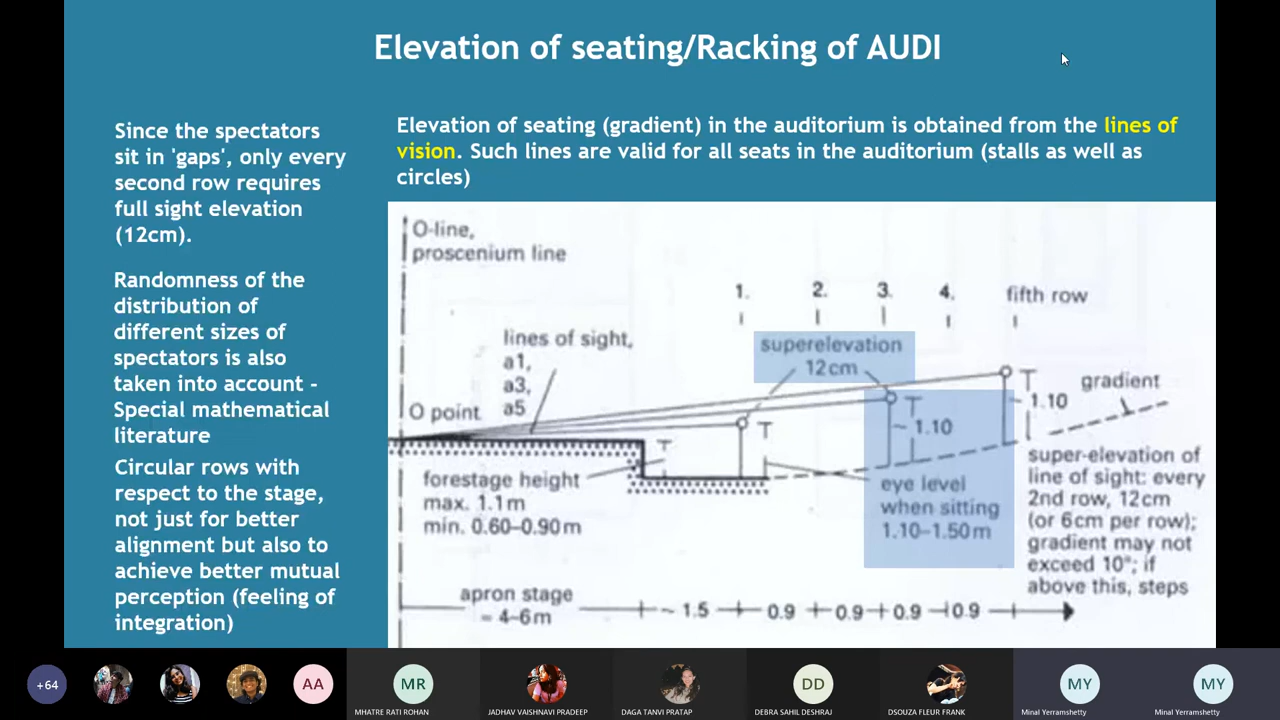 Elevation of seating/Racking of AUDI
Since the spectators
sit in 'gaps', only every
second row requires
full sight elevation
(12cm).
Randomness of the
distribution of
different sizes of
spectators is also
taken into account -
Special mathematical
literature
Circular rows with
respect to the stage,
not just for better
alignment but also to
achieve better mutual
perception (feeling of
integration)
Elevation of seating (gradient) in the auditorium is obtained from the lines of
vision. Such lines are valid for all seats in the auditorium (stalls as well as
circles)
O-line,
proscenium line
1. 2. 3. 4. fifth row
lines of sight,
a1,
a3,
a5
superelevation
12cm
O point
gradient
~1.10
~1.10
forestage height
max. 1.1m
min. 0.60–0.90m
eye level
when sitting
1.10–1.50m
super-elevation of
line of sight: every
2nd row, 12cm
(or 6cm per row);
gradient may not
exceed 10°; if
above this, steps
apron stage
≈ 4–6m
~1.5 0.9 0.9 0.9 0.9
+64
AA
MR
DD
MY
MY
MHATRE RATI ROHAN
JADHAV VAISHNAVI PRADEEP
DAGA TANVI PRATAP
DEBRA SAHIL DESHRAJ
DSOUZA FLEUR FRANK
Minal Yerramshetty
Minal Yerramshetty